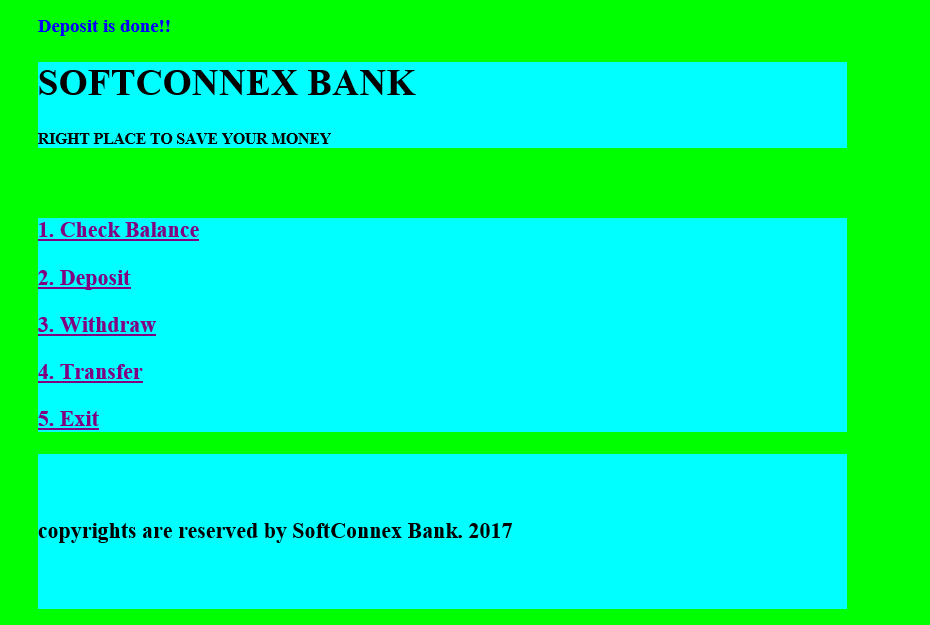 Deposit is done!!
SOFTCONNEX BANK
RIGHT PLACE TO SAVE YOUR MONEY
1. Check Balance
2. Deposit
3. Withdraw
4. Transfer
5. Exit
copyrights are reserved by SoftConnex Bank. 2017